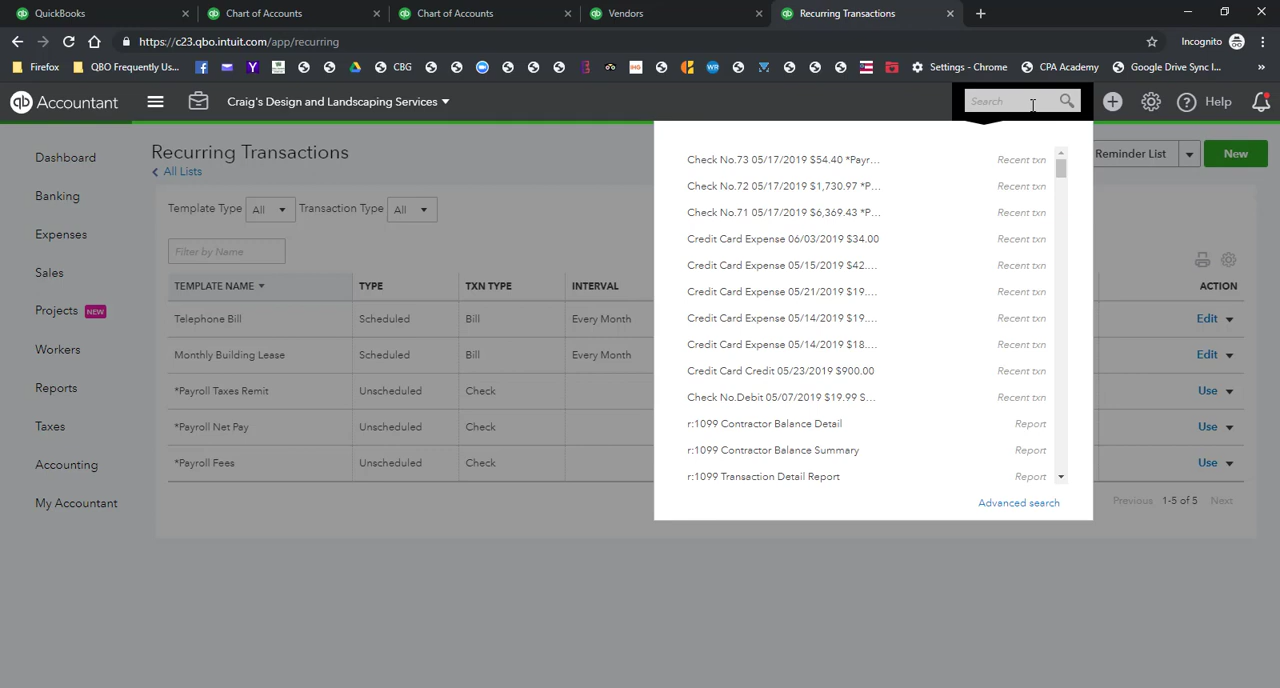 QuickBooks × Chart of Accounts × Chart of Accounts × Vendors × Recurring Transactions ×
https://c23.qbo.intuit.com/app/recurring Incognito
Firefox QBO Frequently Us... CBG Settings - Chrome CPA Academy Google Drive Sync I... »
qb Accountant Craig's Design and Landscaping Services Search Help
Dashboard
Banking
Expenses
Sales
Projects NEW
Workers
Reports
Taxes
Accounting
My Accountant
Recurring Transactions
All Lists
Reminder List New
Template Type All Transaction Type All
Filter by Name
TEMPLATE NAME TYPE TXN TYPE INTERVAL ACTION
Telephone Bill Scheduled Bill Every Month Edit
Monthly Building Lease Scheduled Bill Every Month Edit
*Payroll Taxes Remit Unscheduled Check Use
*Payroll Net Pay Unscheduled Check Use
*Payroll Fees Unscheduled Check Use
Previous 1-5 of 5 Next
Check No.73 05/17/2019 $54.40 *Payr... Recent txn
Check No.72 05/17/2019 $1,730.97 *P... Recent txn
Check No.71 05/17/2019 $6,369.43 *P... Recent txn
Credit Card Expense 06/03/2019 $34.00 Recent txn
Credit Card Expense 05/15/2019 $42.... Recent txn
Credit Card Expense 05/21/2019 $19.... Recent txn
Credit Card Expense 05/14/2019 $19.... Recent txn
Credit Card Expense 05/14/2019 $18.... Recent txn
Credit Card Credit 05/23/2019 $900.00 Recent txn
Check No.Debit 05/07/2019 $19.99 S... Recent txn
r:1099 Contractor Balance Detail Report
r:1099 Contractor Balance Summary Report
r:1099 Transaction Detail Report Report
Advanced search